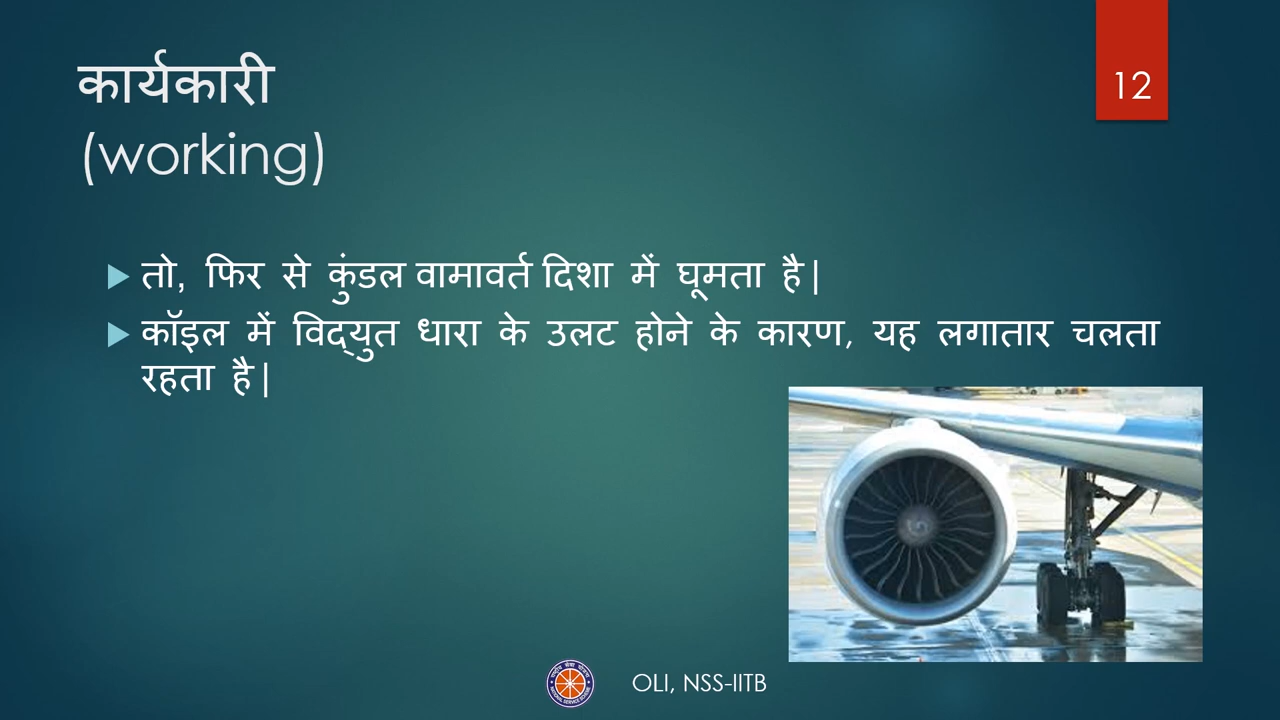 कार्यकारी
12
(working)
तो, फिर से कुंडल वामावर्त दिशा में घूमता है|
कॉइल में विद्युत धारा के उलट होने के कारण, यह लगातार चलता
रहता है|
OLI, NSS-IITB